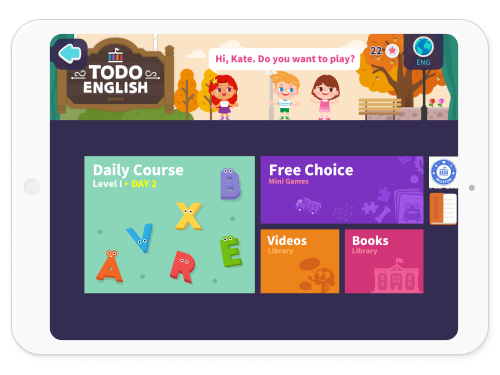 TODO
ENGLISH
Hi, Kate. Do you want to play?
22
ENG
Daily Course
Level I ▸ DAY 2
B
X
V
E
A
R
Free Choice
Mini Games
Videos
Library
Books
Library